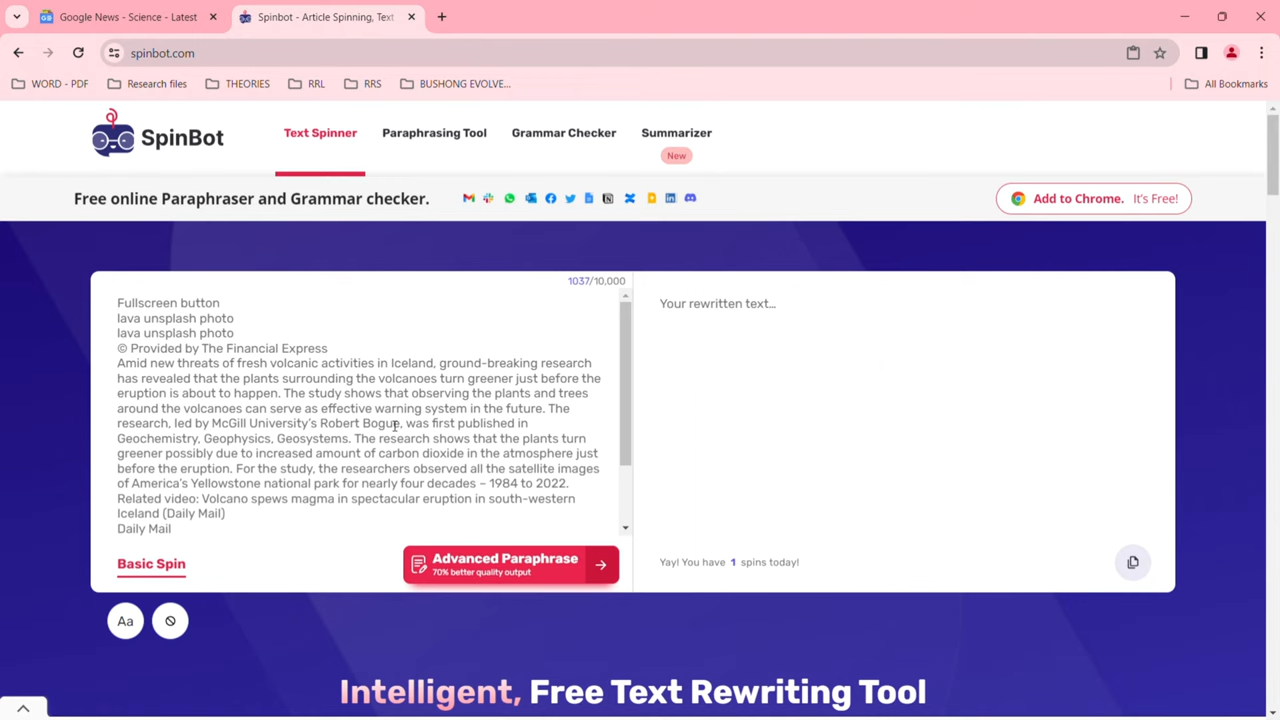 Google News - Science - Latest
Spinbot - Article Spinning, Text
spinbot.com
WORD - PDF
Research files
THEORIES
RRL
RRS
BUSHONG EVOLVE...
All Bookmarks
SpinBot
Text Spinner
Paraphrasing Tool
Grammar Checker
Summarizer
New
Free online Paraphraser and Grammar checker.
Add to Chrome. It's Free!
1037/10,000
Fullscreen button
lava unsplash photo
lava unsplash photo
© Provided by The Financial Express
Amid new threats of fresh volcanic activities in Iceland, ground-breaking research
has revealed that the plants surrounding the volcanoes turn greener just before the
eruption is about to happen. The study shows that observing the plants and trees
around the volcanoes can serve as effective warning system in the future. The
research, led by McGill University's Robert Bogue, was first published in
Geochemistry, Geophysics, Geosystems. The research shows that the plants turn
greener possibly due to increased amount of carbon dioxide in the atmosphere just
before the eruption. For the study, the researchers observed all the satellite images
of America's Yellowstone national park for nearly four decades – 1984 to 2022.
Related video: Volcano spews magma in spectacular eruption in south-western
Iceland (Daily Mail)
Daily Mail
Your rewritten text...
Basic Spin
Advanced Paraphrase
70% better quality output
Yay! You have 1 spins today!
Aa
Intelligent, Free Text Rewriting Tool